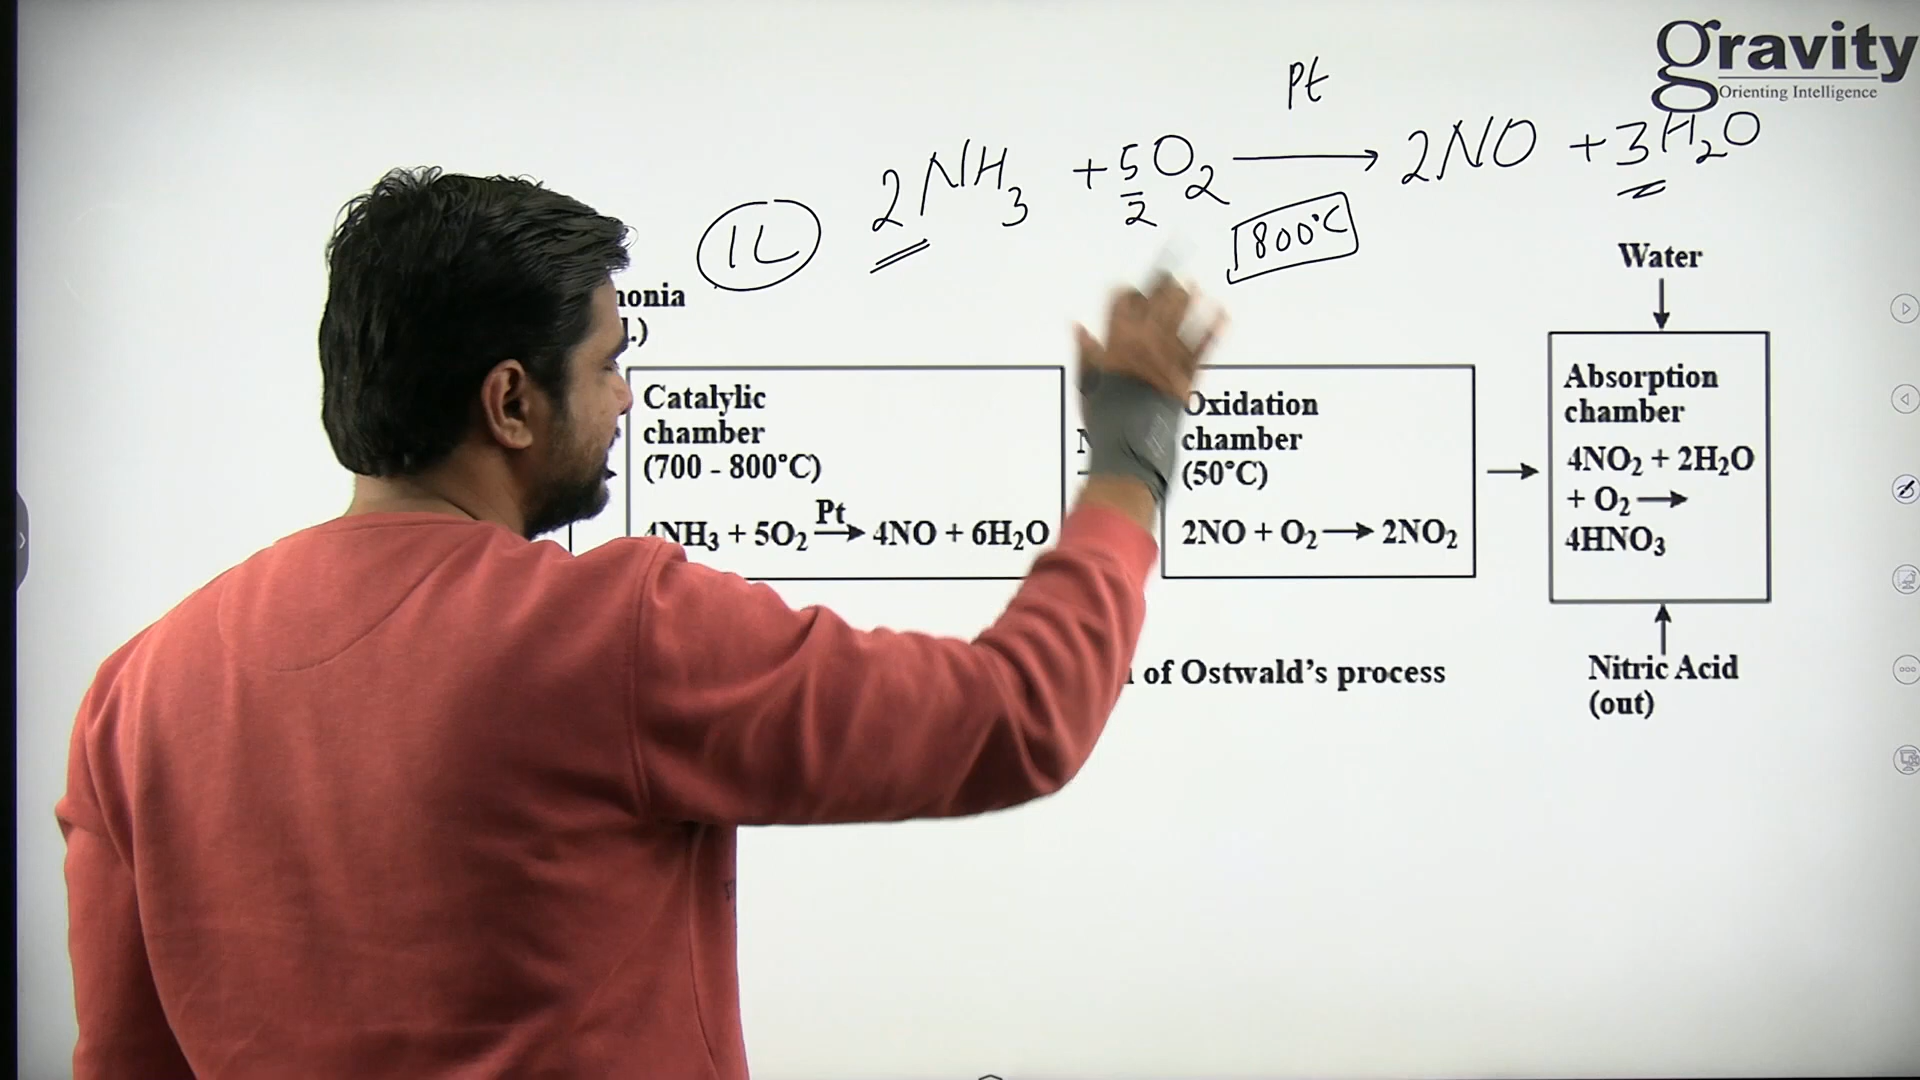 gravity
Orienting Intelligence
Pt
2NH3 + 5/2 O2 → 2NO + 3H2O
1L
800°C
Water
Catalylic
chamber
(700 - 800°C)
Pt
4NH3 + 5O2 → 4NO + 6H2O
Oxidation
chamber
(50°C)
2NO + O2 → 2NO2
Absorption
chamber
4NO2 + 2H2O
+ O2 →
4HNO3
of Ostwald's process
Nitric Acid
(out)